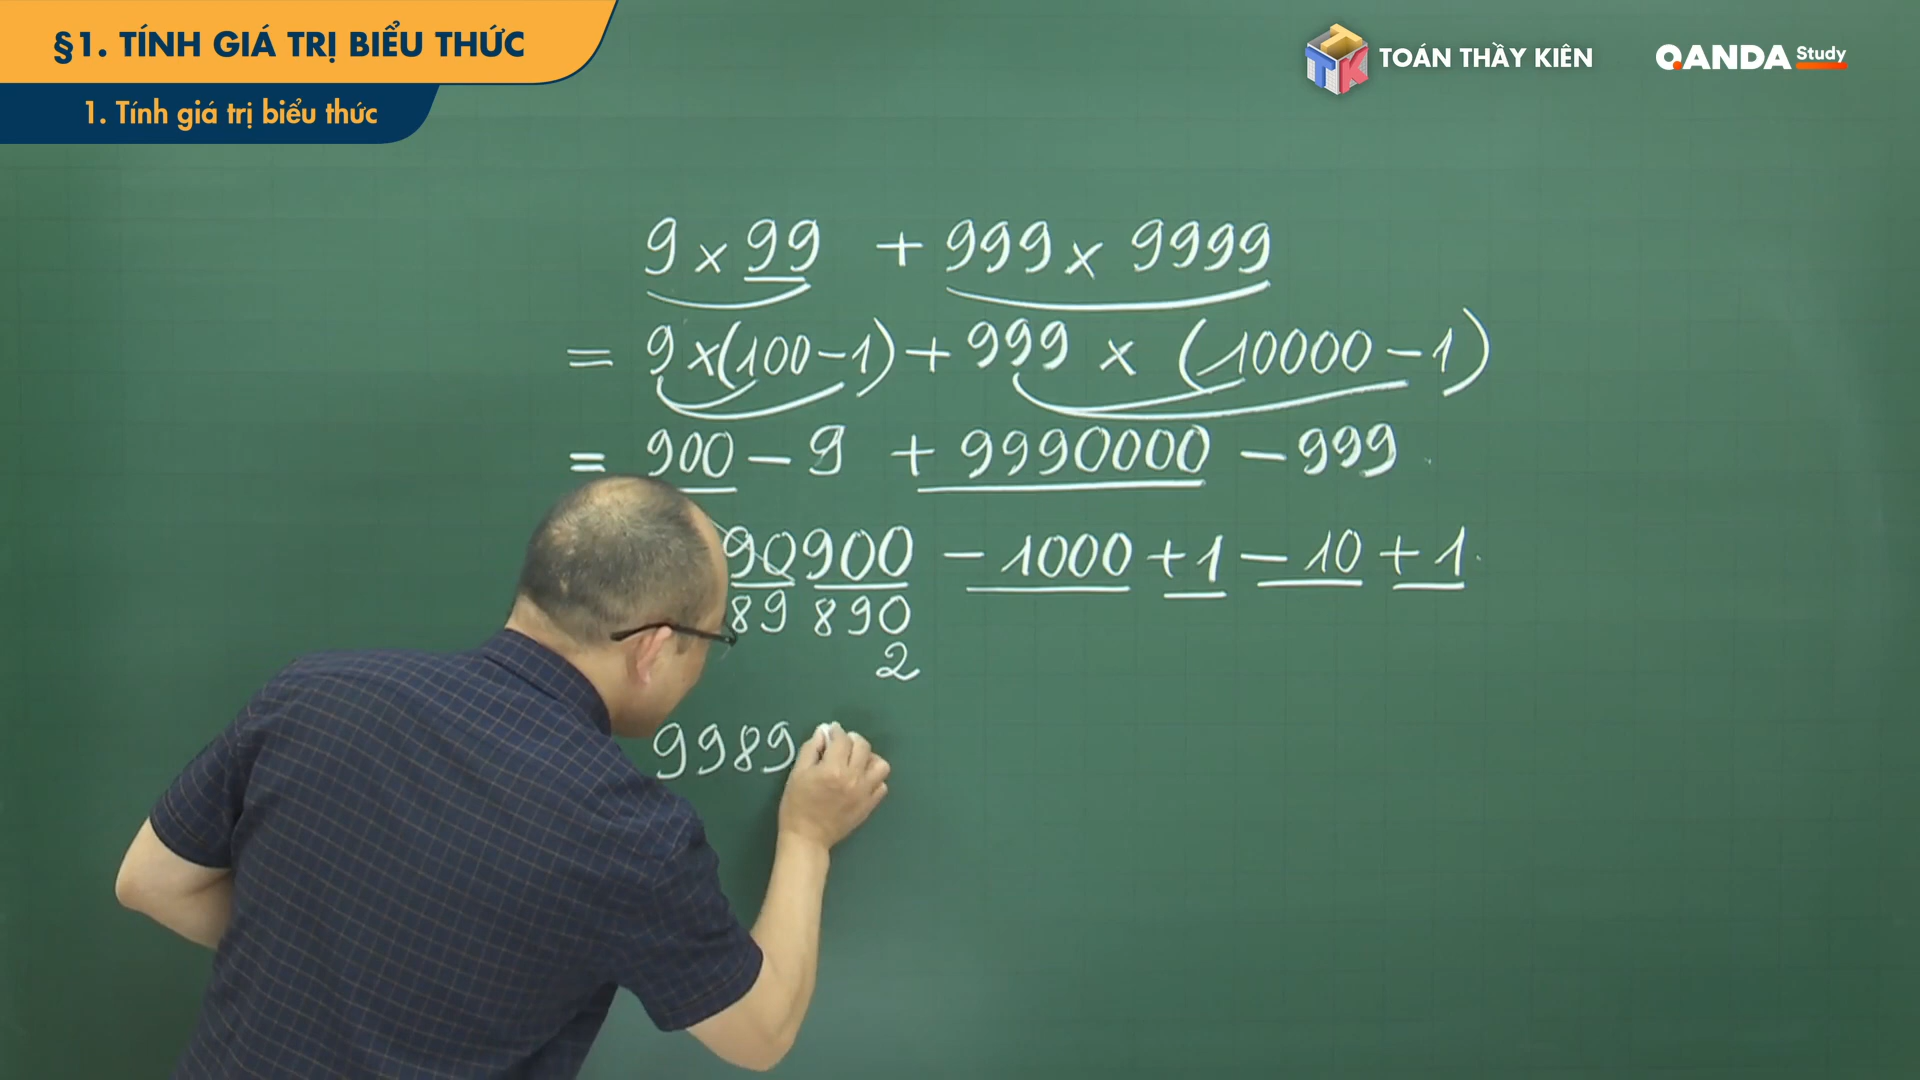 §1. TÍNH GIÁ TRỊ BIỂU THỨC
1. Tính giá trị biểu thức
TOÁN THẦY KIÊN
QANDA Study
9 × 99 + 999 × 9999
= 9 × (100 - 1) + 999 × (10000 - 1)
= 900 - 9 + 9990000 - 999
90900 - 1000 + 1 - 10 + 1
89 890
2
9989